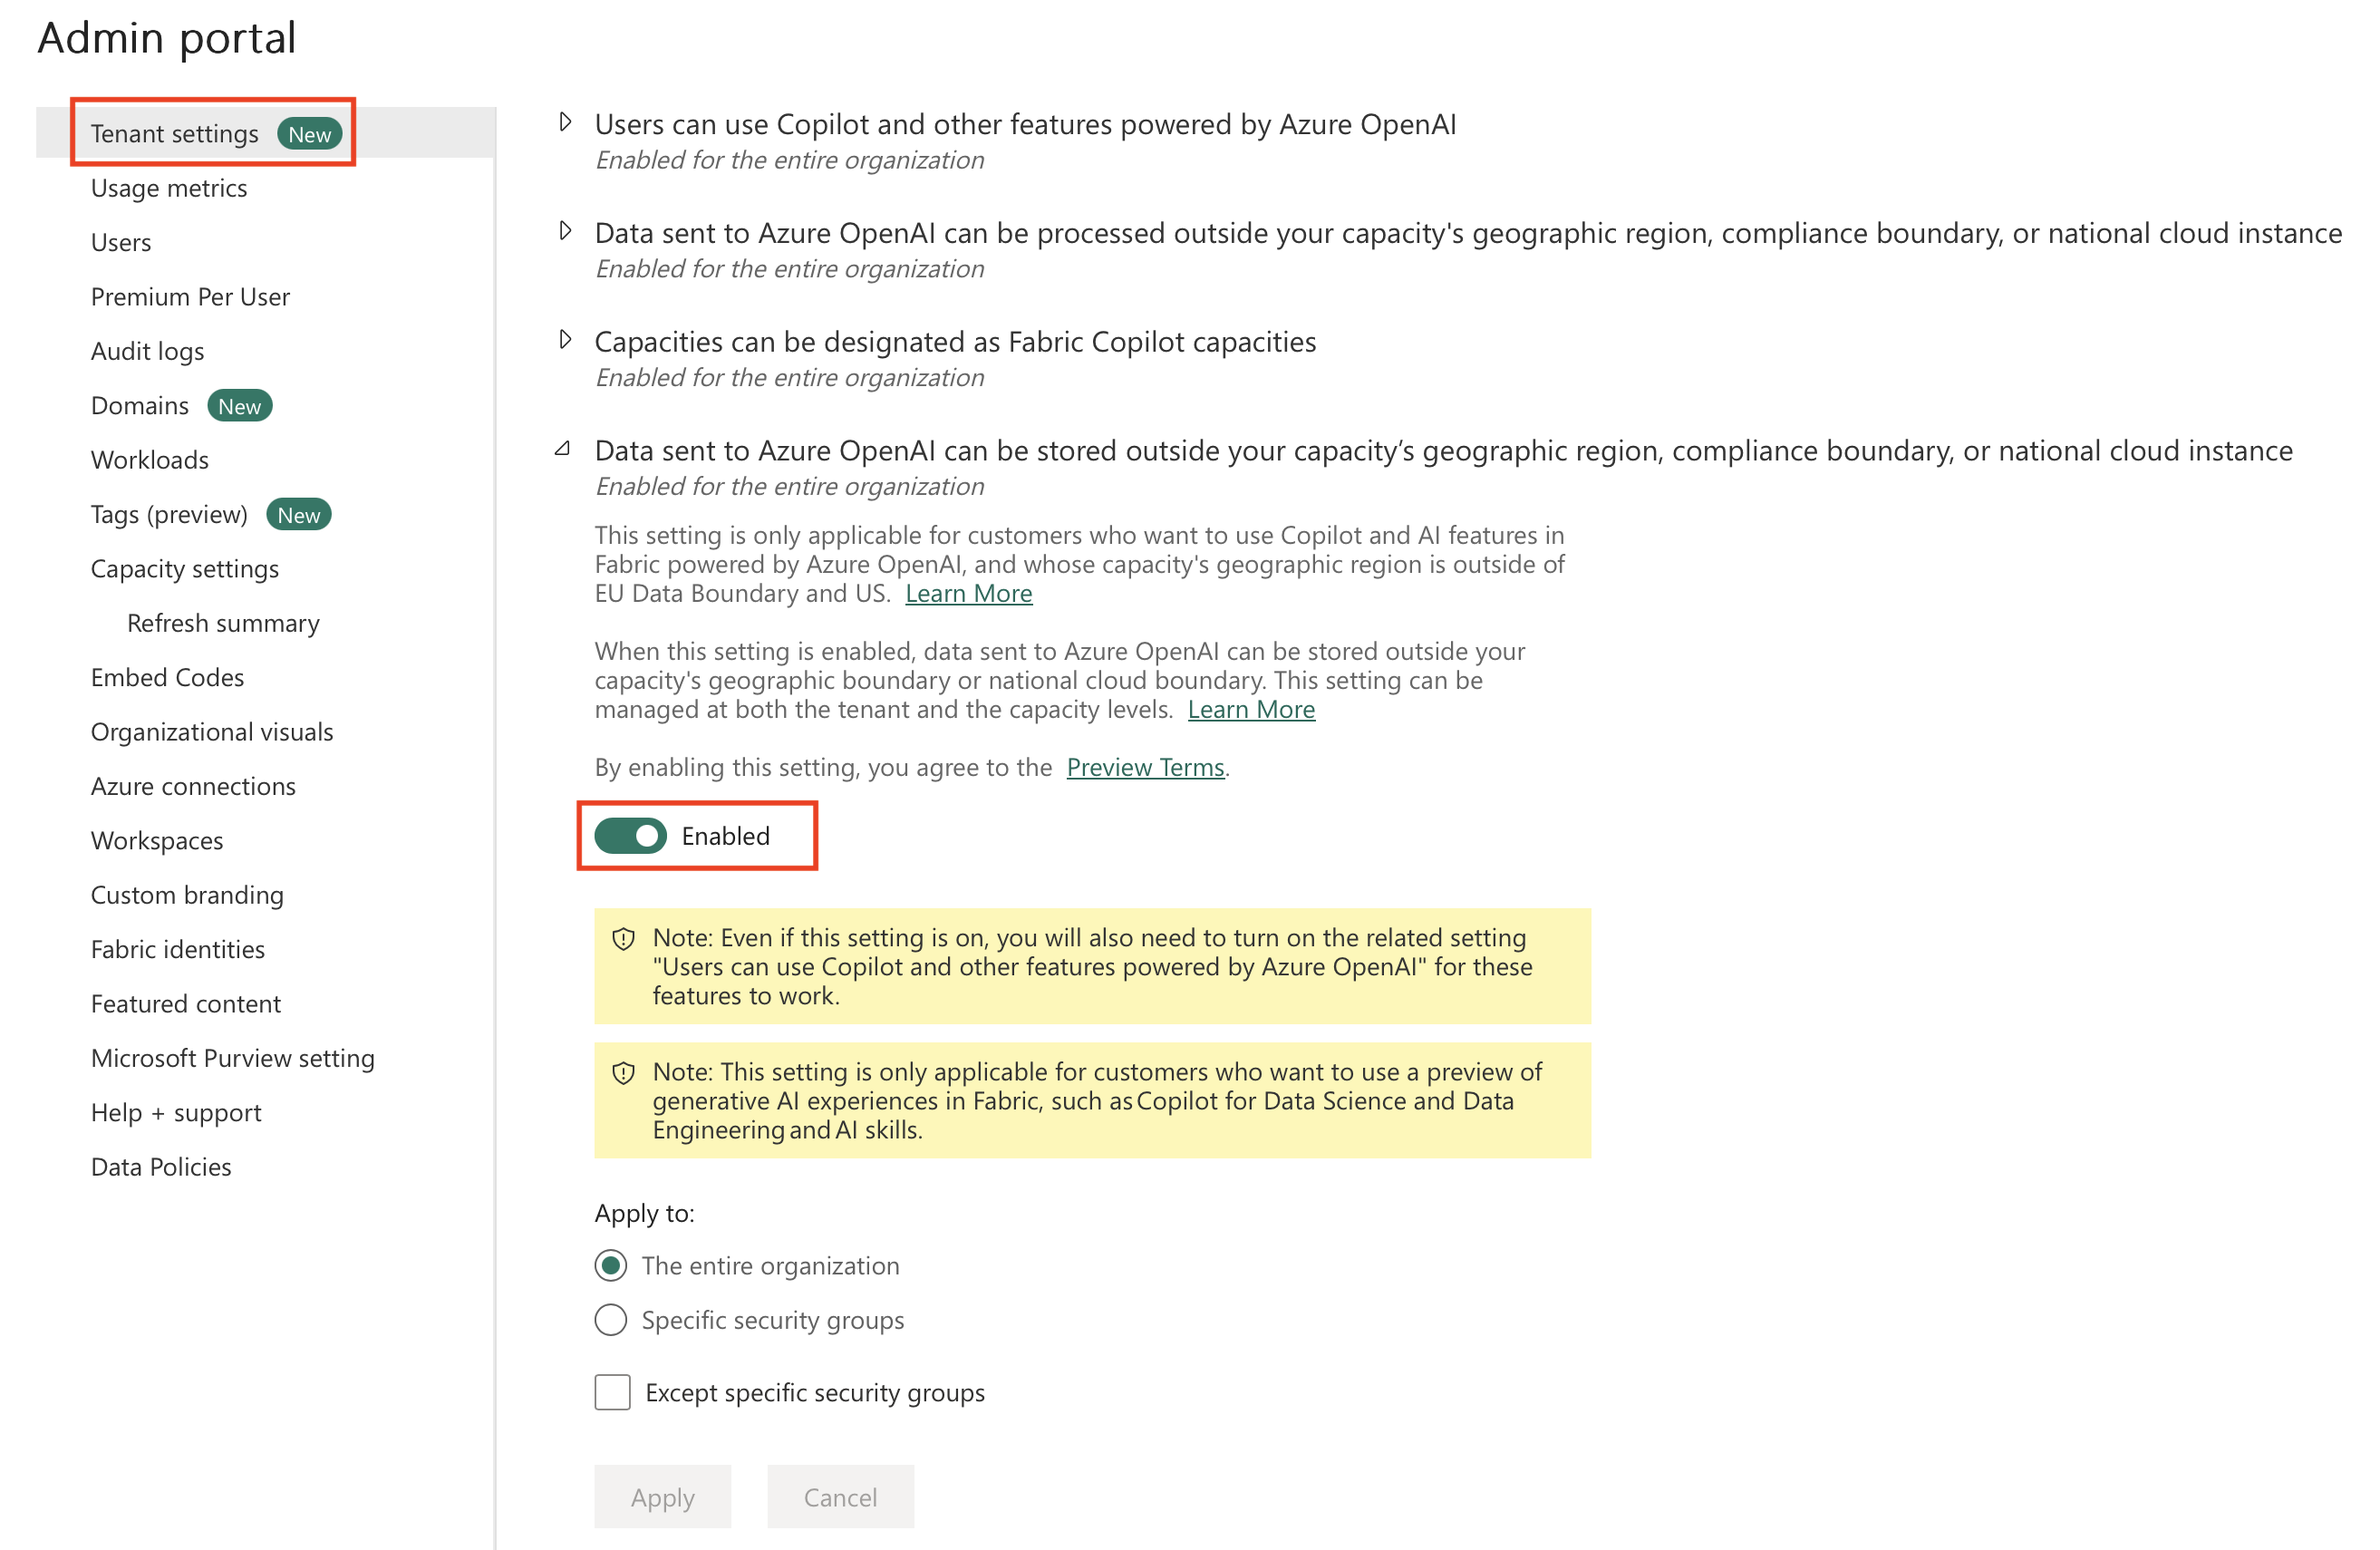 Admin portal
Tenant settings New
Usage metrics
Users
Premium Per User
Audit logs
Domains New
Workloads
Tags (preview) New
Capacity settings
Refresh summary
Embed Codes
Organizational visuals
Azure connections
Workspaces
Custom branding
Fabric identities
Featured content
Microsoft Purview setting
Help + support
Data Policies
Users can use Copilot and other features powered by Azure OpenAI
Enabled for the entire organization
Data sent to Azure OpenAI can be processed outside your capacity's geographic region, compliance boundary, or national cloud instance
Enabled for the entire organization
Capacities can be designated as Fabric Copilot capacities
Enabled for the entire organization
Data sent to Azure OpenAI can be stored outside your capacity’s geographic region, compliance boundary, or national cloud instance
Enabled for the entire organization
This setting is only applicable for customers who want to use Copilot and AI features in
Fabric powered by Azure OpenAI, and whose capacity's geographic region is outside of
EU Data Boundary and US. Learn More
When this setting is enabled, data sent to Azure OpenAI can be stored outside your
capacity's geographic boundary or national cloud boundary. This setting can be
managed at both the tenant and the capacity levels. Learn More
By enabling this setting, you agree to the Preview Terms.
Enabled
Note: Even if this setting is on, you will also need to turn on the related setting
"Users can use Copilot and other features powered by Azure OpenAI" for these
features to work.
Note: This setting is only applicable for customers who want to use a preview of
generative AI experiences in Fabric, such as Copilot for Data Science and Data
Engineering and AI skills.
Apply to:
The entire organization
Specific security groups
Except specific security groups
Apply Cancel